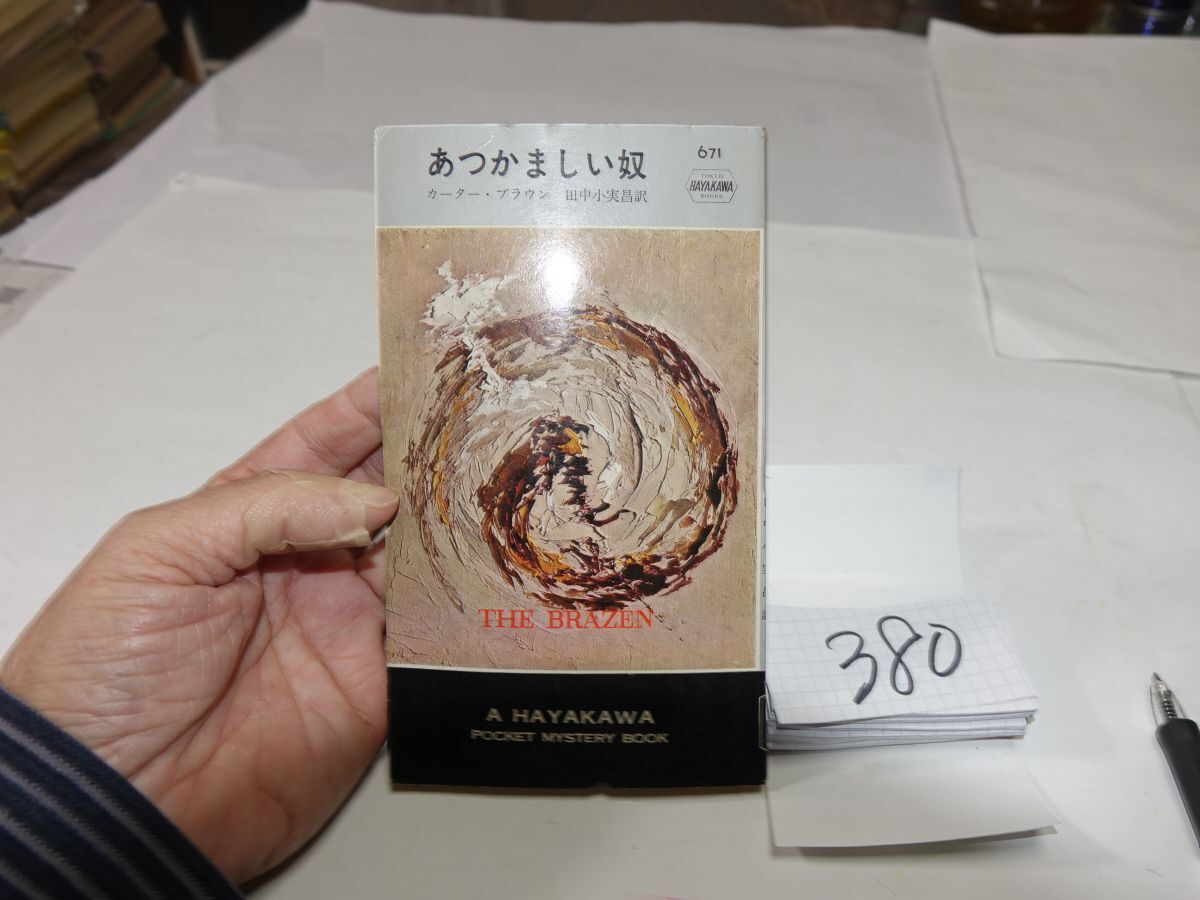 あつかましい奴
671
カーター・ブラウン 田中小実昌訳
TOKYO
HAYAKAWA
BOOKS
THE BRAZEN
A HAYAKAWA
POCKET MYSTERY BOOK
380